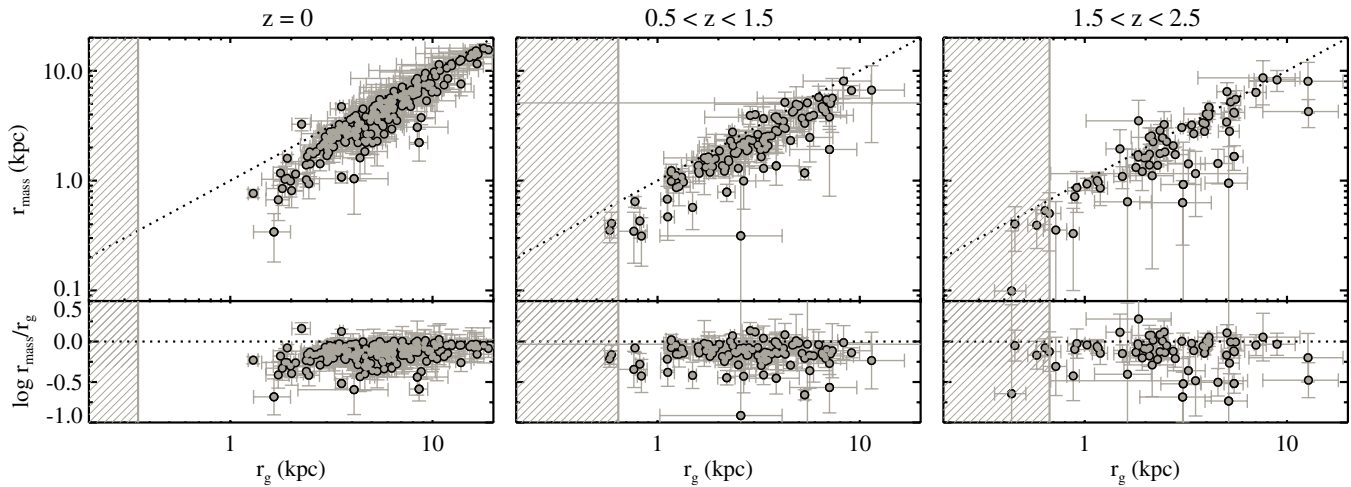 z = 0
0.5 < z < 1.5
1.5 < z < 2.5
r_mass (kpc)
10.0
1.0
0.1
log r_mass/r_g
0.5
0.0
-0.5
-1.0
1 10
1 10
1 10
r_g (kpc)
r_g (kpc)
r_g (kpc)